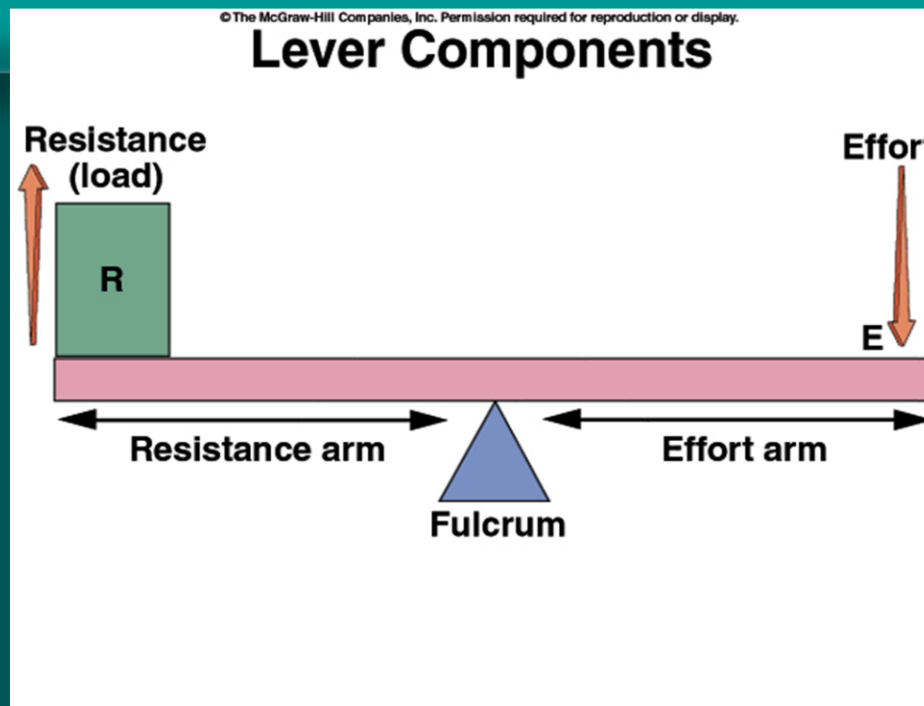 ©The McGraw-Hill Companies, Inc. Permission required for reproduction or display.
Lever Components
Resistance
(load)
Effor
R
E
Resistance arm
Effort arm
Fulcrum